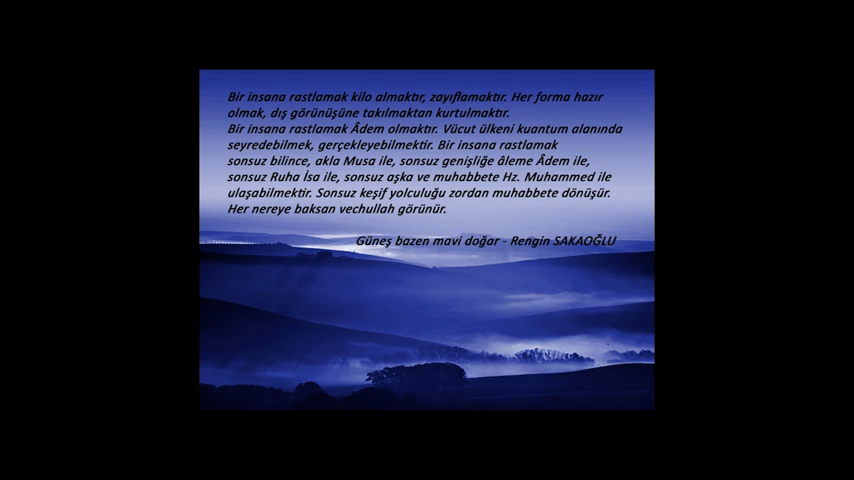 Bir insana rastlamak kilo almaktır, zayıflamaktır. Her forma hazır
olmak, dış görünüşüne takılmaktan kurtulmaktır.
Bir insana rastlamak Âdem olmaktır. Vücut ülkeni kuantum alanında
seyredebilmek, gerçekleyebilmektir. Bir insana rastlamak
sonsuz bilince, akla Musa ile, sonsuz genişliğe âleme Âdem ile,
sonsuz Ruha İsa ile, sonsuz aşka ve muhabbete Hz. Muhammed ile
ulaşabilmektir. Sonsuz keşif yolculuğu zordan muhabbete dönüşür.
Her nereye baksan vechullah görünür.
Güneş bazen mavi doğar - Rengin SAKAOĞLU